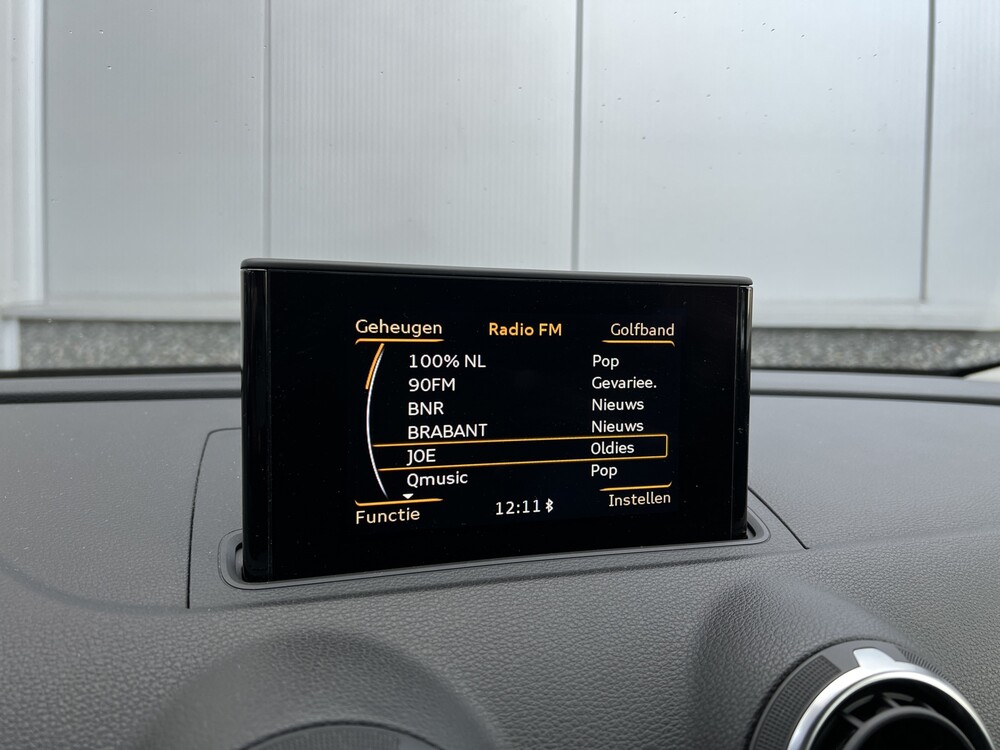 Geheugen Radio FM Golfband
100% NL Pop
90FM Gevariee.
BNR Nieuws
BRABANT Nieuws
JOE Oldies
Qmusic Pop
Functie 12:11 Instellen